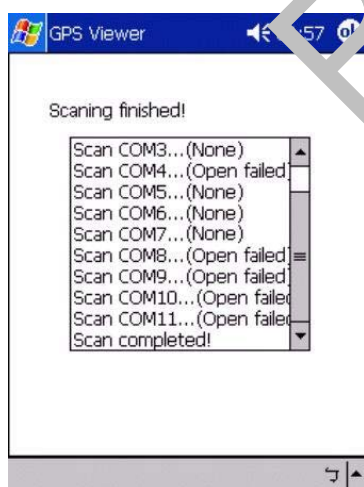 GPS Viewer
:57 ok
Scaning finished!
Scan COM3...(None)
Scan COM4...(Open failed)
Scan COM5...(None)
Scan COM6...(None)
Scan COM7...(None)
Scan COM8...(Open failed)
Scan COM9...(Open failed)
Scan COM10...(Open failed
Scan COM11...(Open failed
Scan completed!
ㄅ